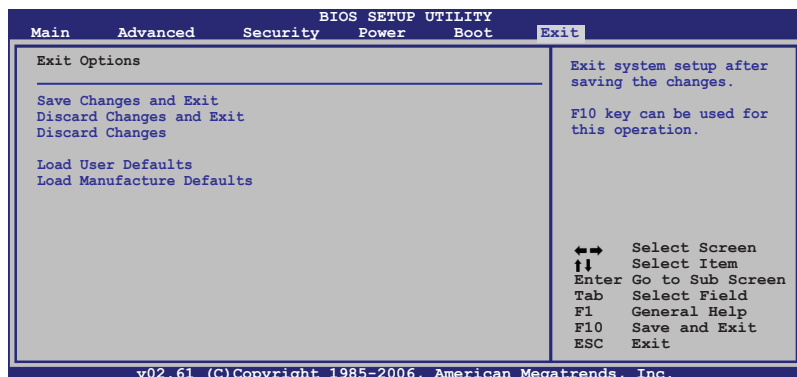 BIOS SETUP UTILITY
Main Advanced Security Power Boot Exit
Exit Options
Save Changes and Exit
Discard Changes and Exit
Discard Changes
Load User Defaults
Load Manufacture Defaults
Exit system setup after
saving the changes.
F10 key can be used for
this operation.
←→ Select Screen
↑↓ Select Item
Enter Go to Sub Screen
Tab Select Field
F1 General Help
F10 Save and Exit
ESC Exit
v02.61 (C)Copyright 1985-2006, American Megatrends, Inc.